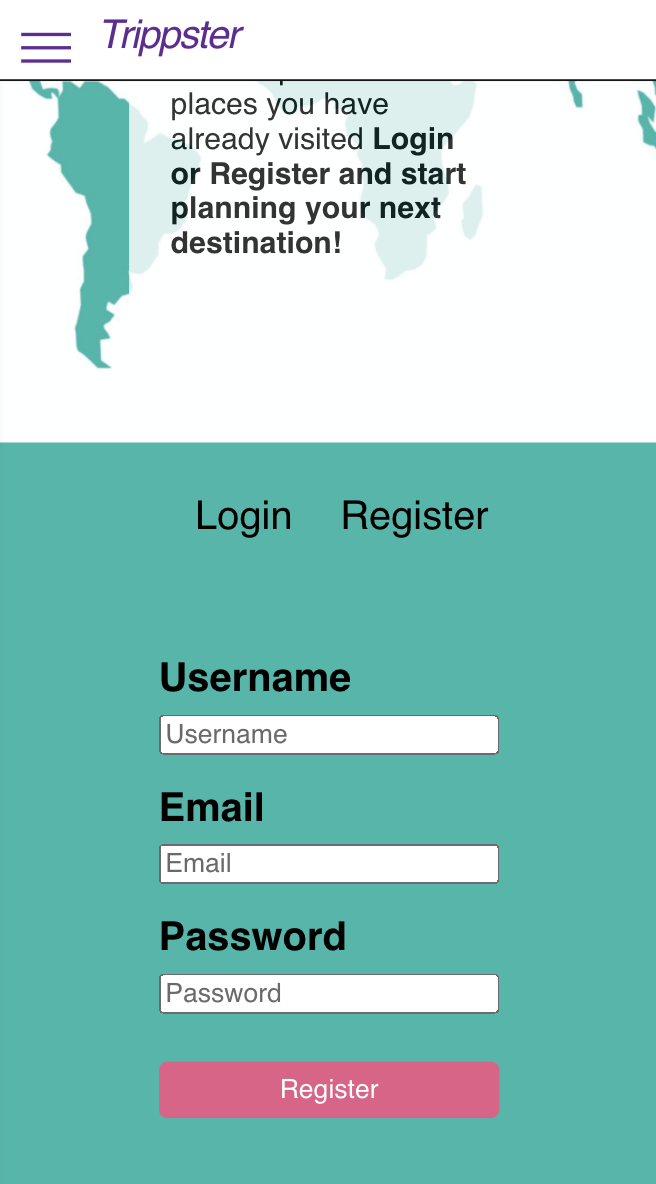 Trippster
places you have
already visited Login
or Register and start
planning your next
destination!
Login Register
Username
Username
Email
Email
Password
Password
Register